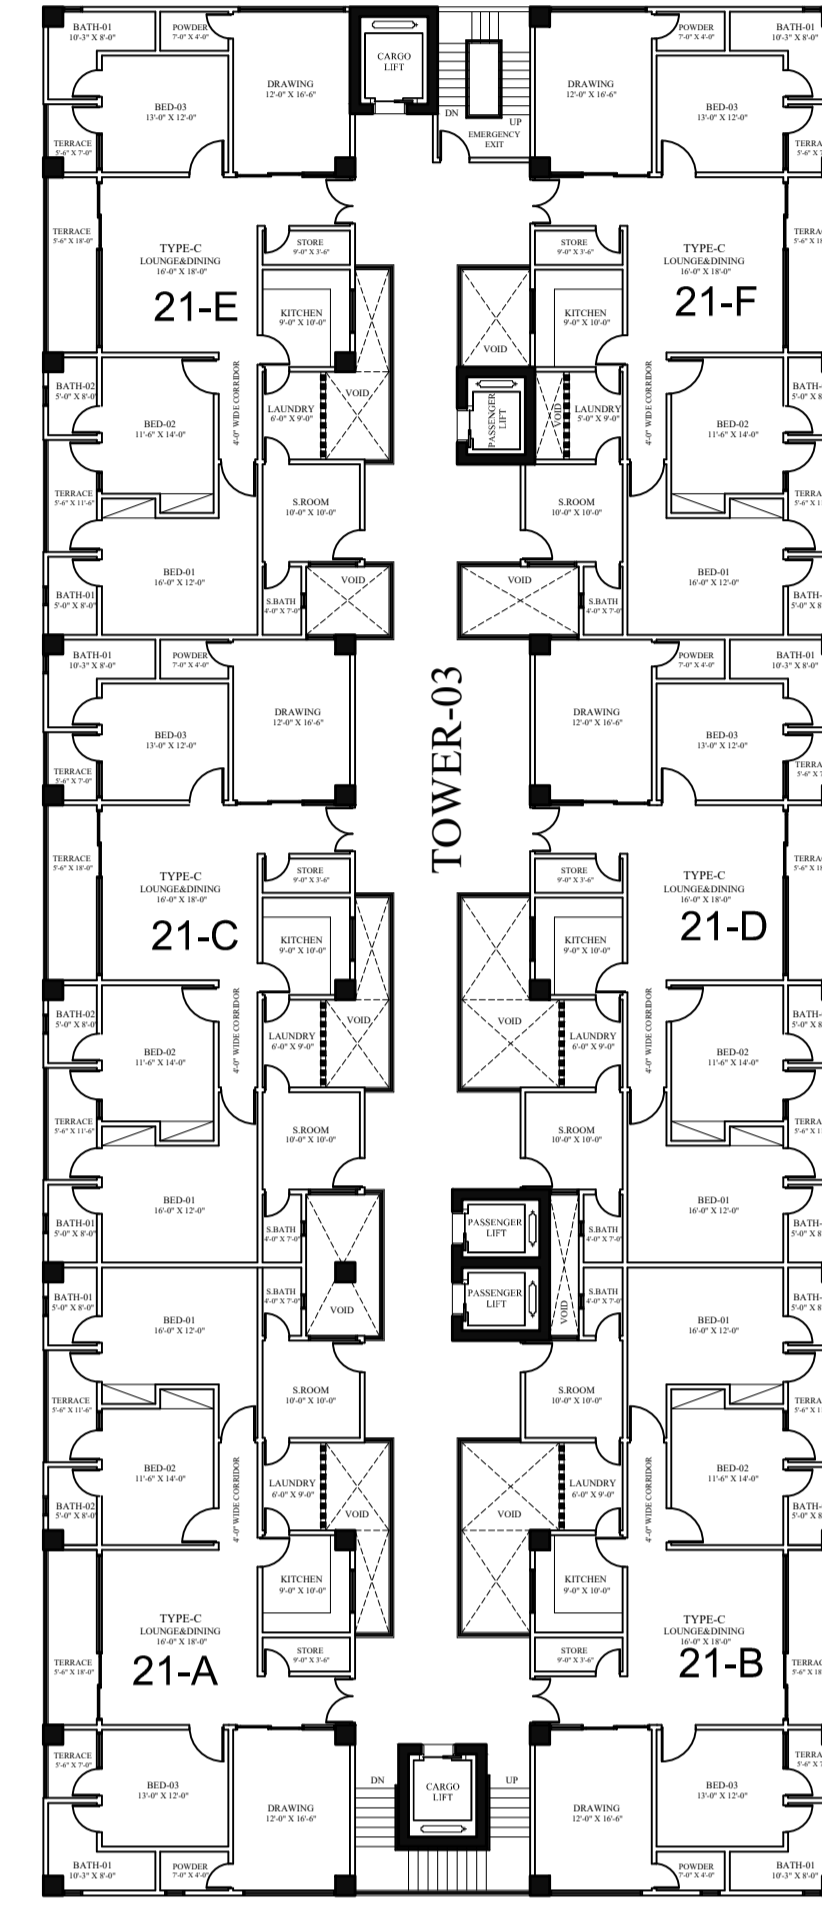 BATH-01
10'-3" X 8'-0"
POWDER
7'-0" X 4'-0"
DRAWING
12'-0" X 16'-6"
BED-03
13'-0" X 12'-0"
TERRACE
5'-6" X 7'-0"
CARGO
LIFT
DN
UP
EMERGENCY
EXIT
DRAWING
12'-0" X 16'-6"
POWDER
7'-0" X 4'-0"
BATH-01
10'-3" X 8'-0"
BED-03
13'-0" X 12'-0"
TERRACE
5'-6" X 18'-0"
TYPE-C
LOUNGE&DINING
16'-0" X 18'-0"
21-E
STORE
9'-0" X 3'-6"
KITCHEN
9'-0" X 10'-0"
BATH-02
5'-0" X 8'-0"
BED-02
11'-6" X 14'-0"
4'-0" WIDE CORRIDOR
LAUNDRY
6'-0" X 9'-0"
VOID
TERRACE
5'-6" X 11'-6"
S.ROOM
10'-0" X 10'-0"
BED-01
16'-0" X 12'-0"
BATH-01
5'-0" X 8'-0"
S.BATH
4'-0" X 7'-0"
VOID
STORE
9'-0" X 3'-6"
TYPE-C
LOUNGE&DINING
16'-0" X 18'-0"
21-F
KITCHEN
9'-0" X 10'-0"
VOID
PASSENGER
LIFT
VOID
LAUNDRY
5'-0" X 9'-0"
4'-0" WIDE CORRIDOR
BED-02
11'-6" X 14'-0"
S.ROOM
10'-0" X 10'-0"
BED-01
16'-0" X 12'-0"
VOID
S.BATH
4'-0" X 7'-0"
TOWER-03
BATH-01
10'-3" X 8'-0"
POWDER
7'-0" X 4'-0"
DRAWING
12'-0" X 16'-6"
BED-03
13'-0" X 12'-0"
TERRACE
5'-6" X 7'-0"
DRAWING
12'-0" X 16'-6"
POWDER
7'-0" X 4'-0"
BATH-01
10'-3" X 8'-0"
BED-03
13'-0" X 12'-0"
TERRACE
5'-6" X 18'-0"
TYPE-C
LOUNGE&DINING
16'-0" X 18'-0"
21-C
STORE
9'-0" X 3'-6"
KITCHEN
9'-0" X 10'-0"
BATH-02
5'-0" X 8'-0"
BED-02
11'-6" X 14'-0"
4'-0" WIDE CORRIDOR
LAUNDRY
6'-0" X 9'-0"
VOID
TERRACE
5'-6" X 11'-6"
S.ROOM
10'-0" X 10'-0"
BED-01
16'-0" X 12'-0"
BATH-01
5'-0" X 8'-0"
S.BATH
4'-0" X 7'-0"
STORE
9'-0" X 3'-6"
TYPE-C
LOUNGE&DINING
16'-0" X 18'-0"
21-D
KITCHEN
9'-0" X 10'-0"
VOID
LAUNDRY
6'-0" X 9'-0"
4'-0" WIDE CORRIDOR
BED-02
11'-6" X 14'-0"
S.ROOM
10'-0" X 10'-0"
BED-01
16'-0" X 12'-0"
PASSENGER
LIFT
S.BATH
4'-0" X 7'-0"
BATH-01
5'-0" X 8'-0"
BED-01
16'-0" X 12'-0"
S.BATH
4'-0" X 7'-0"
VOID
PASSENGER
LIFT
VOID
S.BATH
4'-0" X 7'-0"
BED-01
16'-0" X 12'-0"
TERRACE
5'-6" X 11'-6"
S.ROOM
10'-0" X 10'-0"
S.ROOM
10'-0" X 10'-0"
BED-02
11'-6" X 14'-0"
BATH-02
5'-0" X 8'-0"
4'-0" WIDE CORRIDOR
LAUNDRY
6'-0" X 9'-0"
VOID
VOID
LAUNDRY
6'-0" X 9'-0"
4'-0" WIDE CORRIDOR
BED-02
11'-6" X 14'-0"
KITCHEN
9'-0" X 10'-0"
KITCHEN
9'-0" X 10'-0"
TYPE-C
LOUNGE&DINING
16'-0" X 18'-0"
21-A
TERRACE
5'-6" X 18'-0"
STORE
9'-0" X 3'-6"
STORE
9'-0" X 3'-6"
TYPE-C
LOUNGE&DINING
16'-0" X 18'-0"
21-B
TERRACE
5'-6" X 7'-0"
BED-03
13'-0" X 12'-0"
DRAWING
12'-0" X 16'-6"
BATH-01
10'-3" X 8'-0"
POWDER
7'-0" X 4'-0"
DN
CARGO
LIFT
UP
DRAWING
12'-0" X 16'-6"
BED-03
13'-0" X 12'-0"
POWDER
7'-0" X 4'-0"
BATH-01
10'-3" X 8'-0"